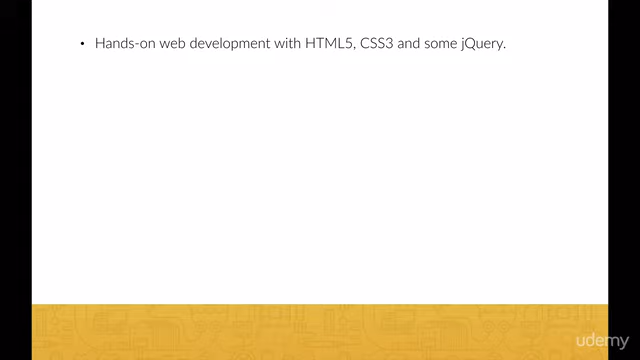 • Hands-on web development with HTML5, CSS3 and some jQuery.
udemy